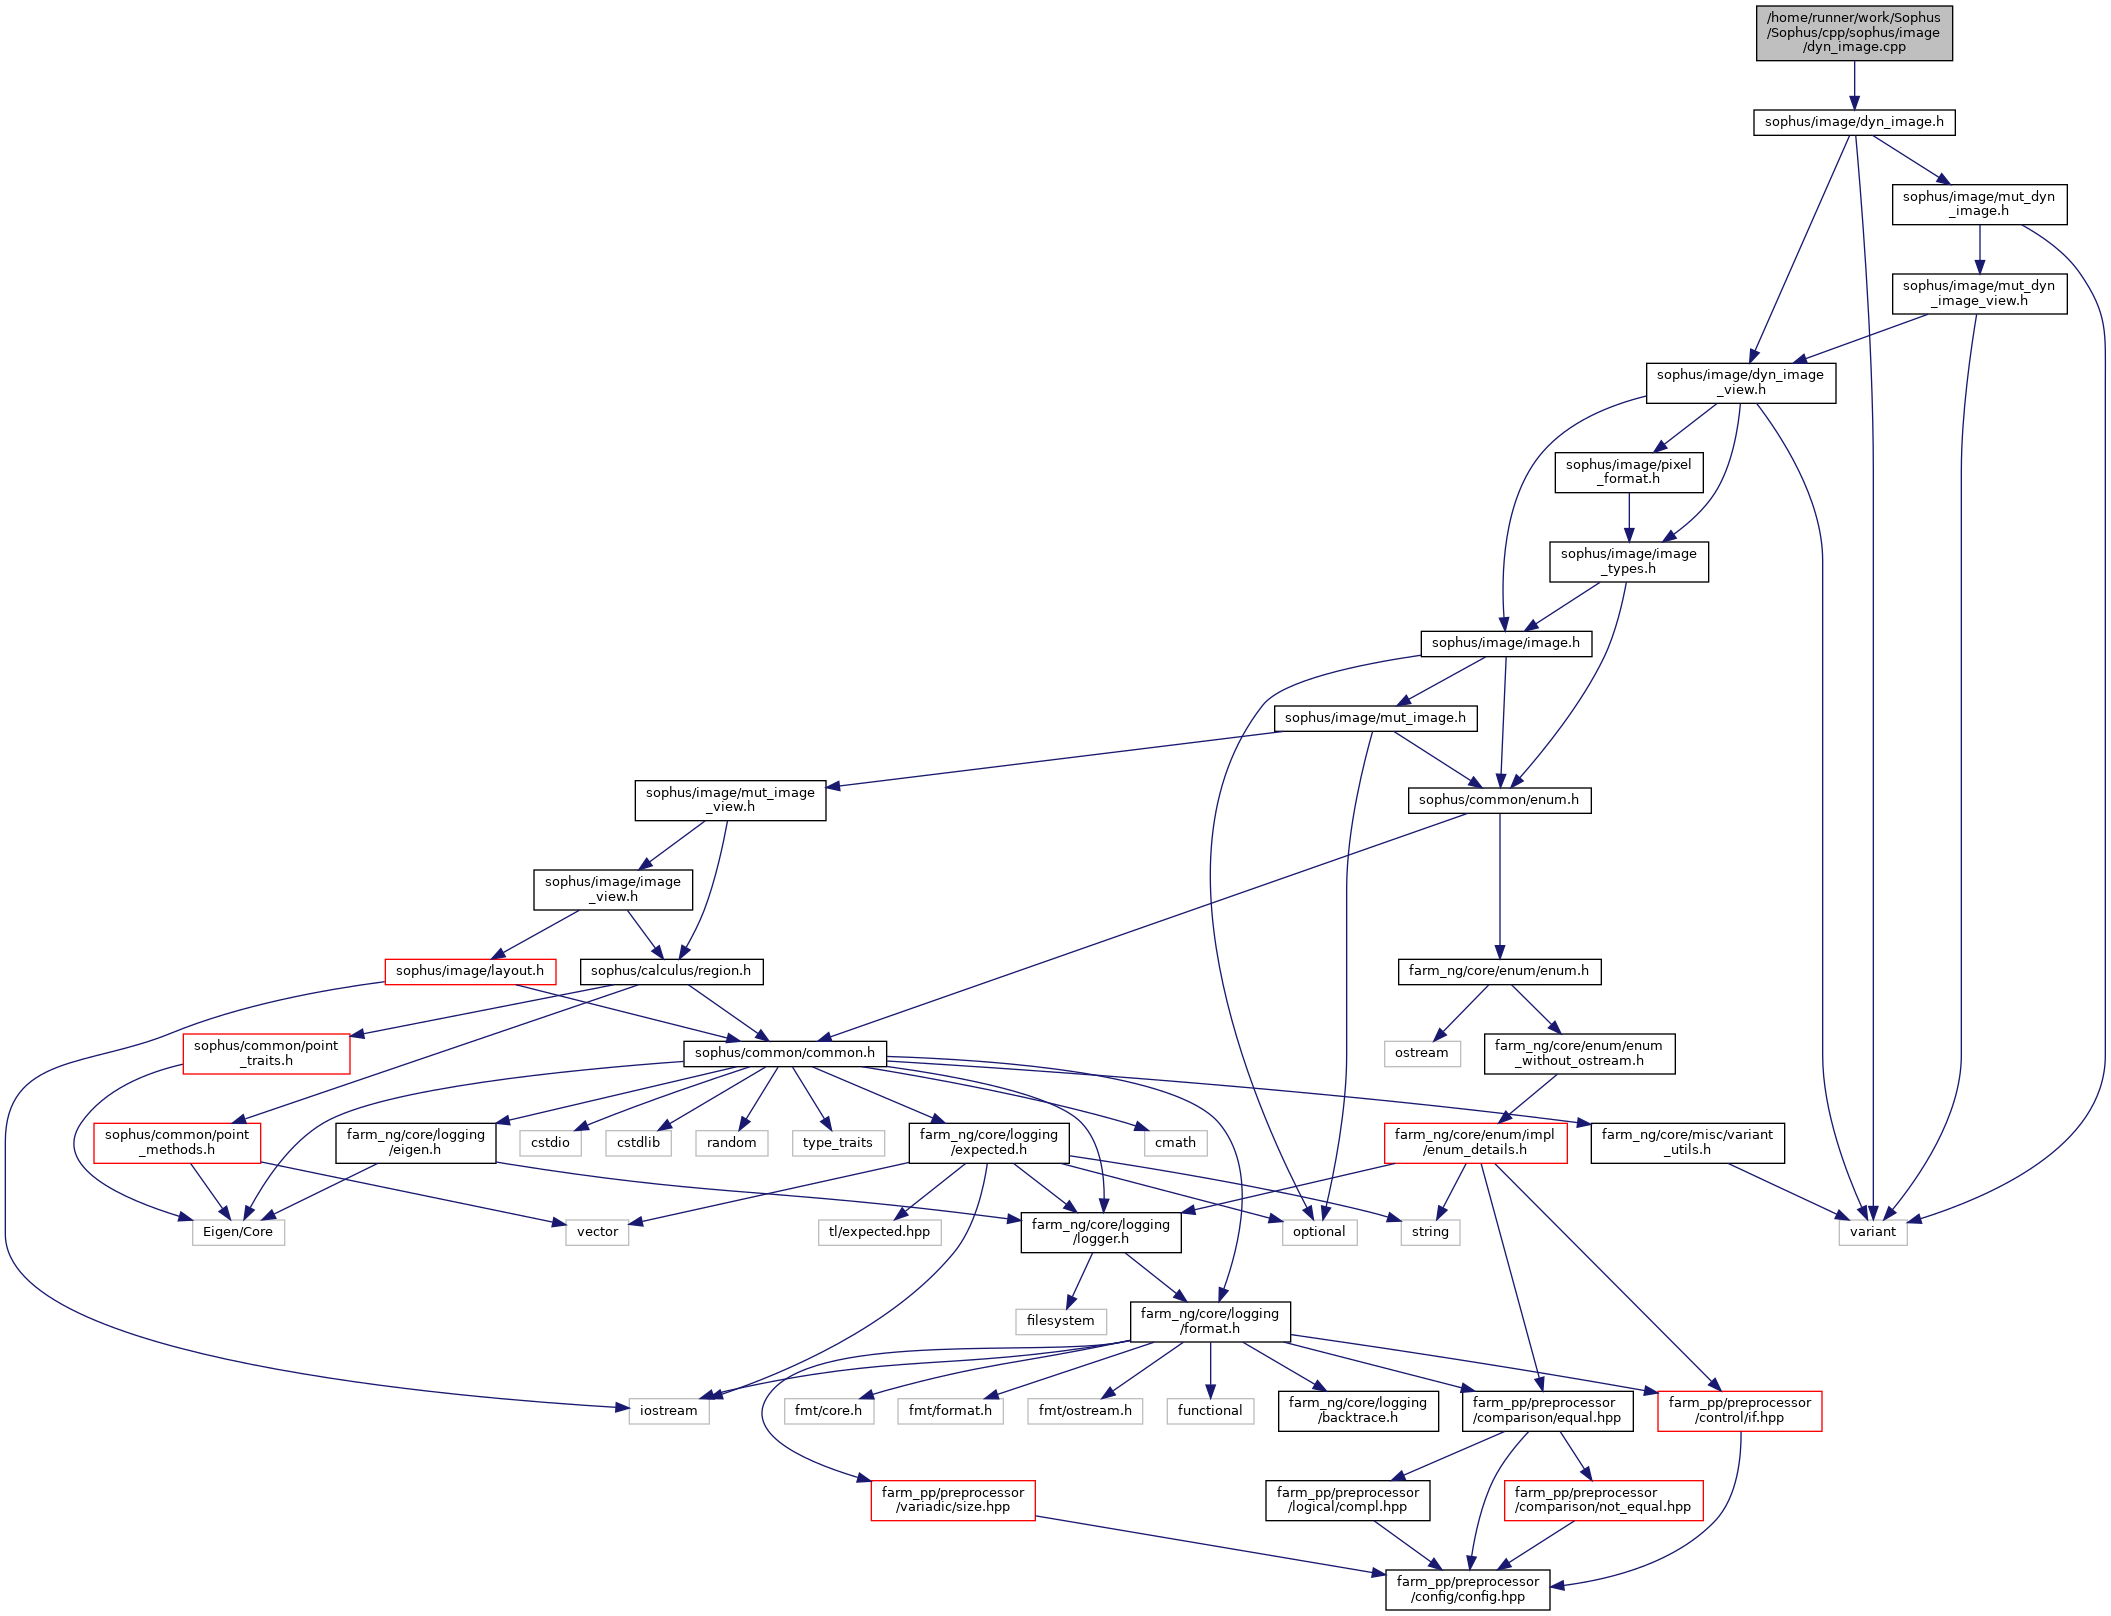 /home/runner/work/Sophus
/Sophus/cpp/sophus/image
/dyn_image.cpp
sophus/image/dyn_image.h
sophus/image/mut_dyn
_image.h
sophus/image/mut_dyn
_image_view.h
sophus/image/dyn_image
_view.h
sophus/image/pixel
_format.h
sophus/image/image
_types.h
sophus/image/image.h
sophus/image/mut_image.h
sophus/image/mut_image
_view.h
sophus/common/enum.h
sophus/image/image
_view.h
sophus/image/layout.h
sophus/calculus/region.h
farm_ng/core/enum/enum.h
sophus/common/point
_traits.h
sophus/common/common.h
ostream
farm_ng/core/enum/enum
_without_ostream.h
sophus/common/point
_methods.h
farm_ng/core/logging
/eigen.h
cstdio
cstdlib
random
type_traits
farm_ng/core/logging
/expected.h
cmath
farm_ng/core/enum/impl
/enum_details.h
farm_ng/core/misc/variant
_utils.h
Eigen/Core
vector
tl/expected.hpp
farm_ng/core/logging
/logger.h
optional
string
variant
filesystem
farm_ng/core/logging
/format.h
iostream
fmt/core.h
fmt/format.h
fmt/ostream.h
functional
farm_ng/core/logging
/backtrace.h
farm_pp/preprocessor
/comparison/equal.hpp
farm_pp/preprocessor
/control/if.hpp
farm_pp/preprocessor
/variadic/size.hpp
farm_pp/preprocessor
/logical/compl.hpp
farm_pp/preprocessor
/comparison/not_equal.hpp
farm_pp/preprocessor
/config/config.hpp